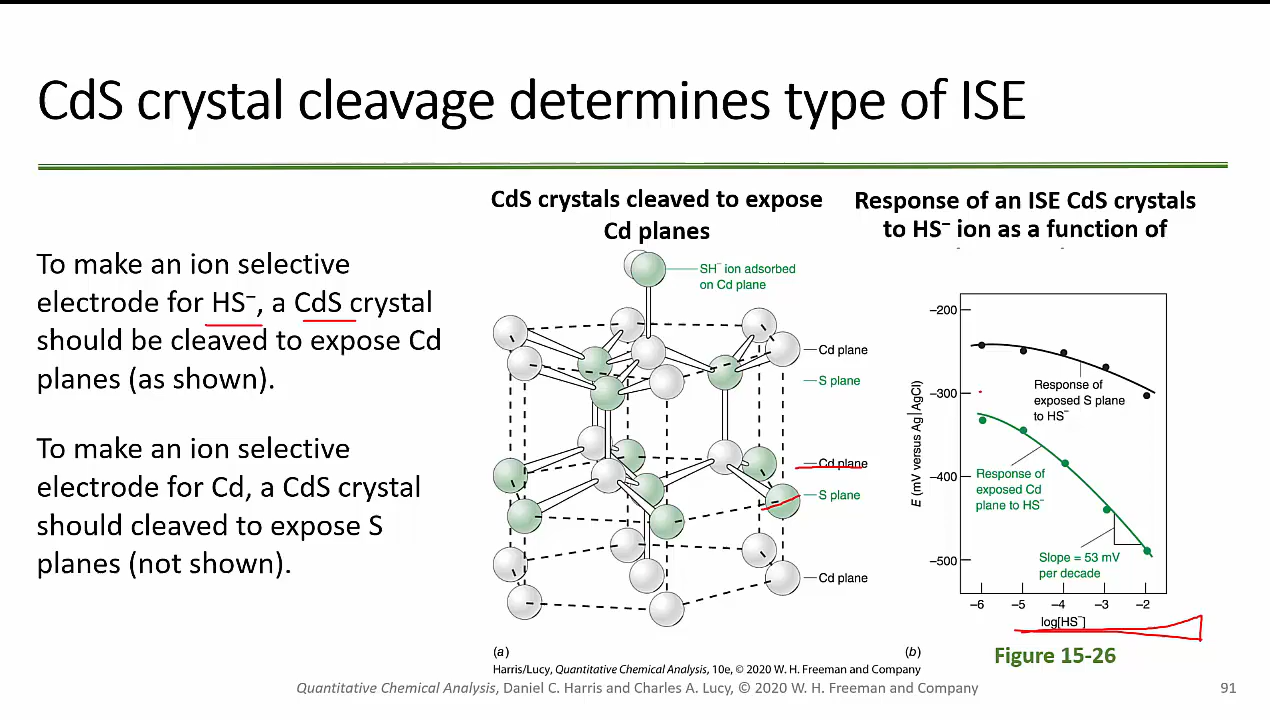 CdS crystal cleavage determines type of ISE
To make an ion selective
electrode for HS⁻, a CdS crystal
should be cleaved to expose Cd
planes (as shown).
To make an ion selective
electrode for Cd, a CdS crystal
should cleaved to expose S
planes (not shown).
CdS crystals cleaved to expose
Cd planes
SH⁻ ion adsorbed
on Cd plane
Cd plane
S plane
Cd plane
S plane
Cd plane
(a)
Response of an ISE CdS crystals
to HS⁻ ion as a function of
E (mV versus Ag|AgCl)
−200
−300
−400
−500
Response of
exposed S plane
to HS⁻
Response of
exposed Cd
plane to HS⁻
Slope = 53 mV
per decade
−6 −5 −4 −3 −2
log[HS⁻]
(b)
Figure 15-26
Harris/Lucy, Quantitative Chemical Analysis, 10e, © 2020 W. H. Freeman and Company
Quantitative Chemical Analysis, Daniel C. Harris and Charles A. Lucy, © 2020 W. H. Freeman and Company
91